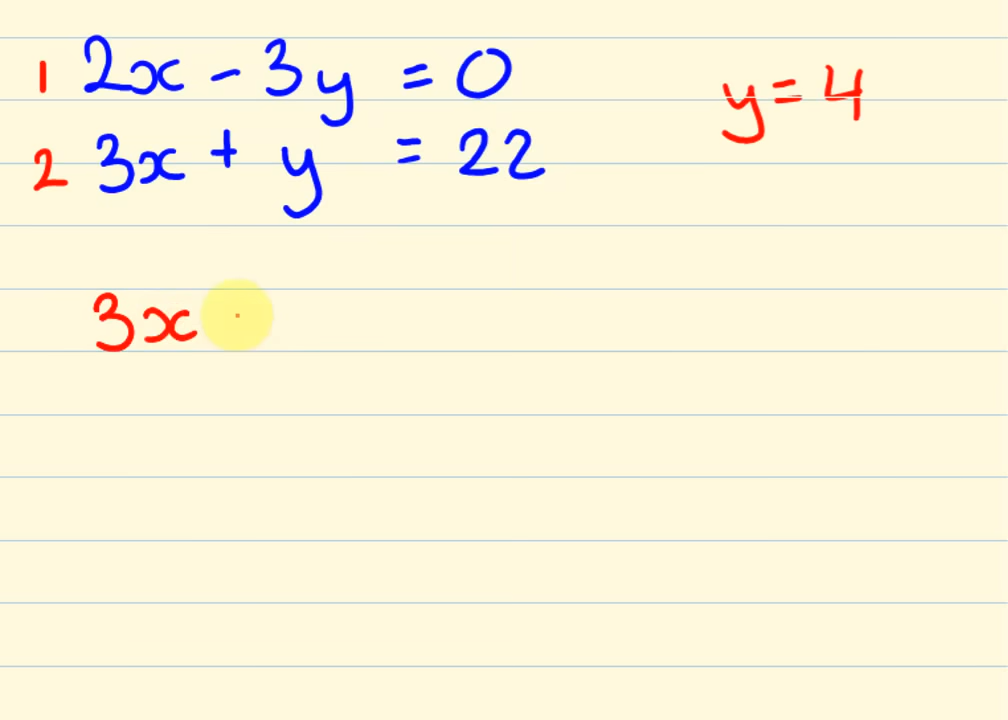 1 2x - 3y = 0
y = 4
2 3x + y = 22
3x